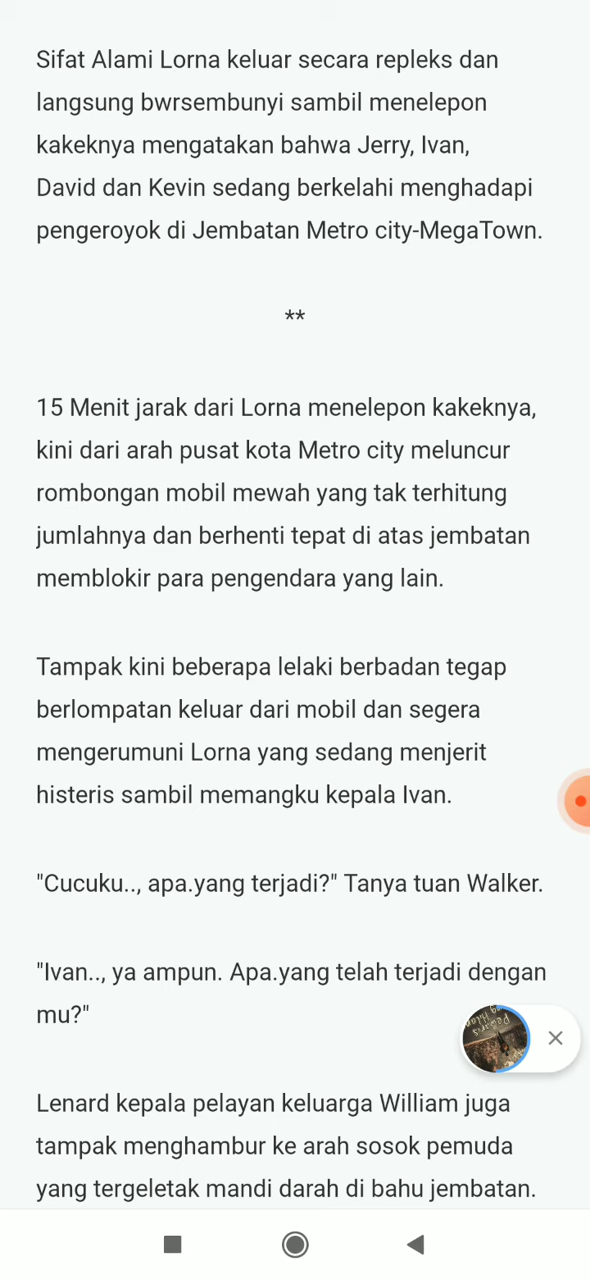 Sifat Alami Lorna keluar secara repleks dan
langsung bwrsembunyi sambil menelepon
kakeknya mengatakan bahwa Jerry, Ivan,
David dan Kevin sedang berkelahi menghadapi
pengeroyok di Jembatan Metro city-MegaTown.
**
15 Menit jarak dari Lorna menelepon kakeknya,
kini dari arah pusat kota Metro city meluncur
rombongan mobil mewah yang tak terhitung
jumlahnya dan berhenti tepat di atas jembatan
memblokir para pengendara yang lain.
Tampak kini beberapa lelaki berbadan tegap
berlompatan keluar dari mobil dan segera
mengerumuni Lorna yang sedang menjerit
histeris sambil memangku kepala Ivan.
"Cucuku.., apa.yang terjadi?" Tanya tuan Walker.
"Ivan.., ya ampun. Apa.yang telah terjadi dengan
mu?"
Pewaris
Lenard kepala pelayan keluarga William juga
tampak menghambur ke arah sosok pemuda
yang tergeletak mandi darah di bahu jembatan.